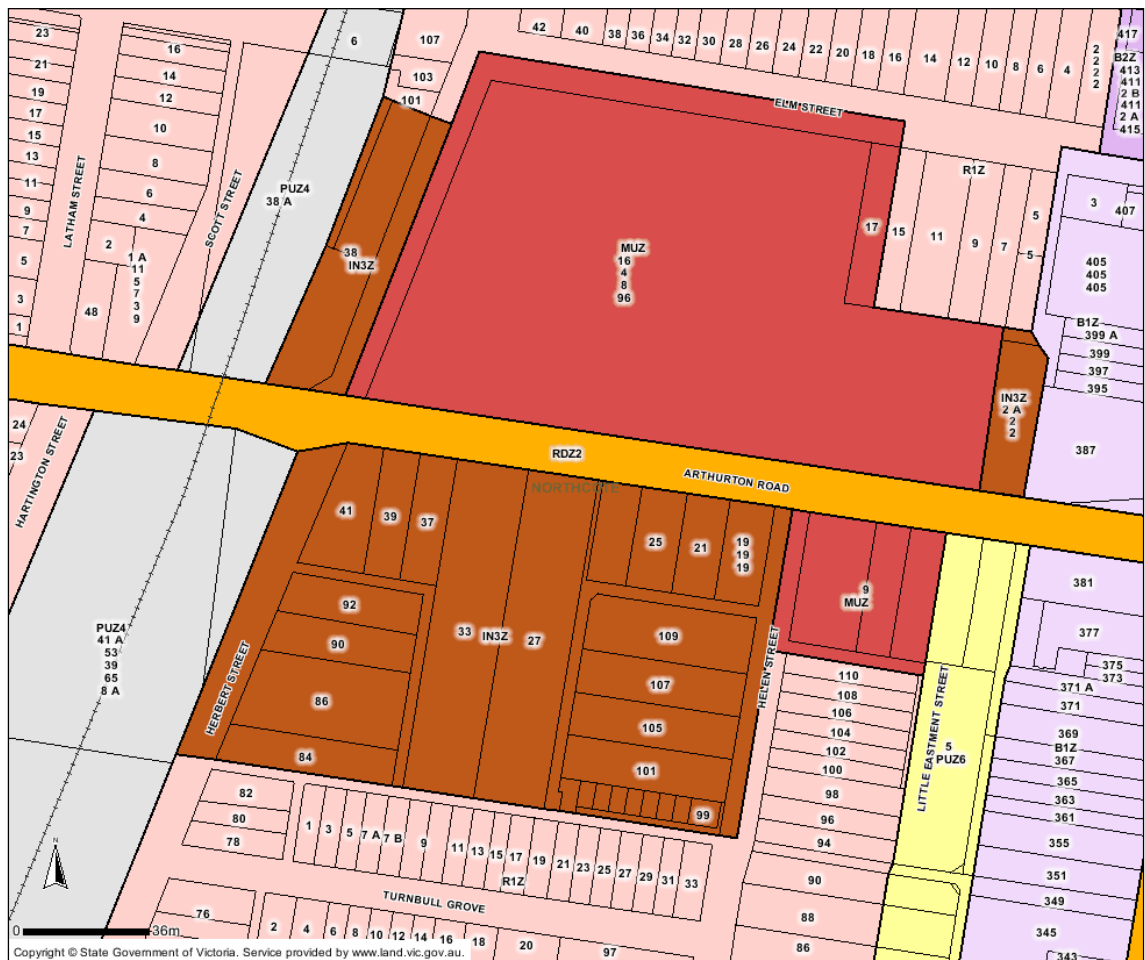 42 40 38 36 34 32 30 28 26 24 22 20 18 16 14 12 10 8 6 4
2
2
2
2
417
B2Z
413
411
2 B
411
2 A
415
23
21
19
17
15
13
11
9
7
5
3
1
16
14
12
10
8
6
4
2
1 A
11
5
7
3
9
48
LATHAM STREET
SCOTT STREET
6
107
103
101
PUZ4
38 A
38
IN3Z
ELM STREET
MUZ
16
4
8
96
17 15 11 9 7
R1Z
5
5
3
407
405
405
405
B1Z
399 A
399
397
395
387
IN3Z
2 A
2
2
RDZ2
ARTHURTON ROAD
NORTHCOTE
24
23
HARTINGTON STREET
PUZ4
41 A
53
39
65
8 A
HERBERT STREET
41 39 37
92
90
86
84
33 IN3Z 27
25 21
19
19
19
109
107
105
101
99
HELEN STREET
9
MUZ
110
108
106
104
102
100
98
96
94
90
88
86
LITTLE EASTMENT STREET
5
PUZ6
381
377
375
373
371 A
371
369
B1Z
367
365
363
361
355
351
349
345
343
82
80
78
76
1 3 5 7 A 7 B 9 11 13 15 17 19 21 23 25 27 29 31 33
R1Z
TURNBULL GROVE
2 4 6 8 10 12 14 16 18 20 97
N
0 36m
Copyright © State Government of Victoria. Service provided by www.land.vic.gov.au.